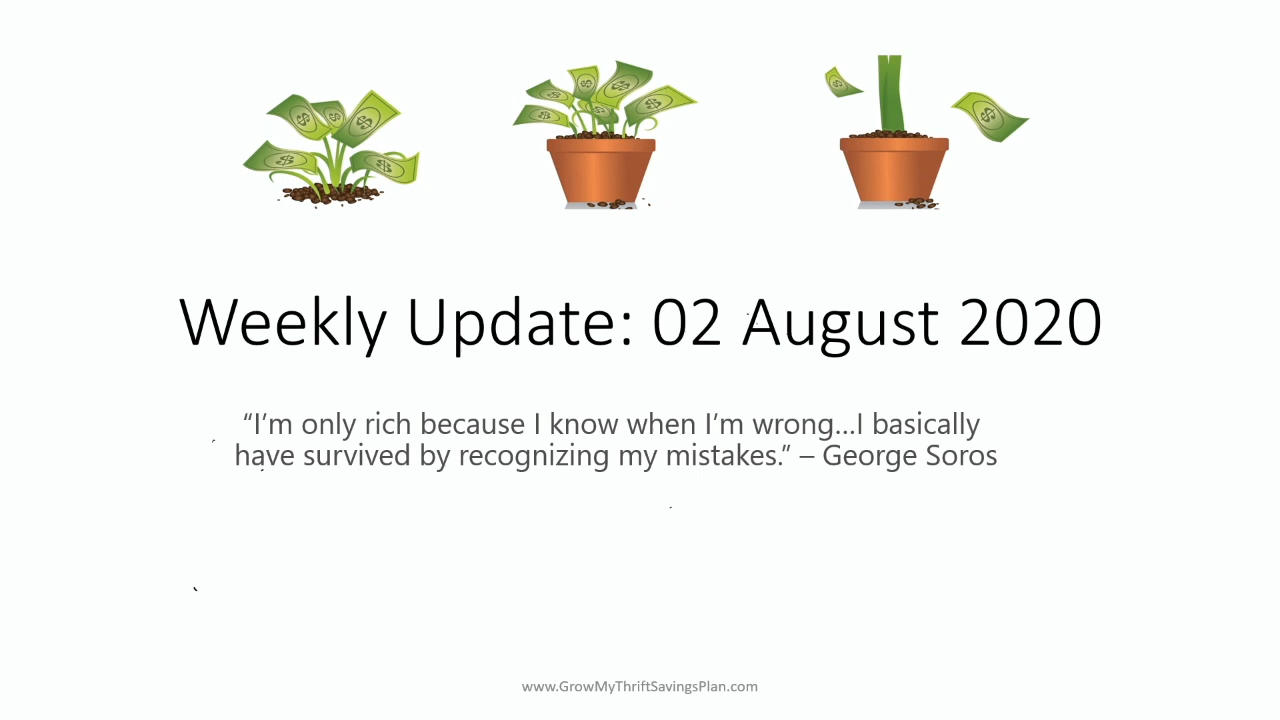 Weekly Update: 02 August 2020
“I’m only rich because I know when I’m wrong…I basically
have survived by recognizing my mistakes.” – George Soros
www.GrowMyThriftSavingsPlan.com